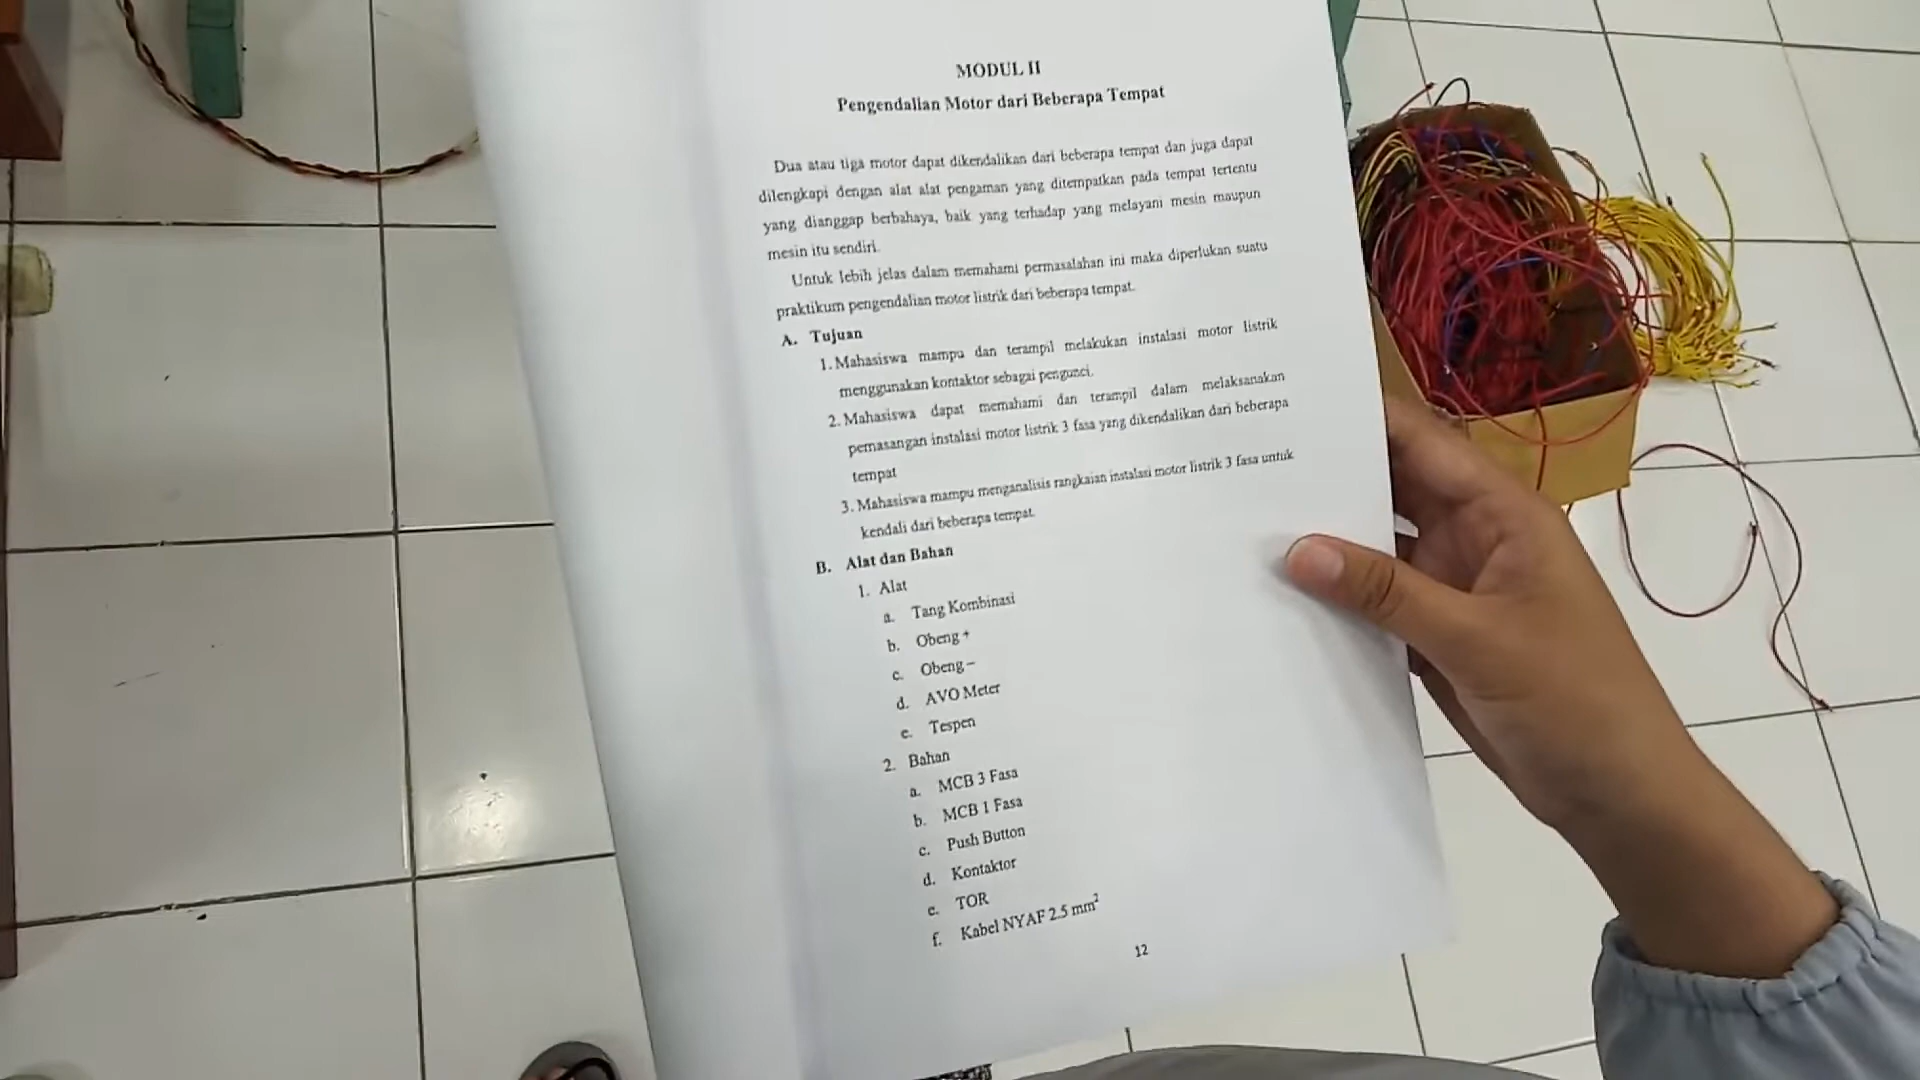 MODUL II
Pengendalian Motor dari Beberapa Tempat
Dua atau tiga motor dapat dikendalikan dari beberapa tempat dan juga dapat
dilengkapi dengan alat alat pengaman yang ditempatkan pada tempat tertentu
yang dianggap berbahaya, baik yang terhadap yang melayani mesin maupun
mesin itu sendiri.
Untuk lebih jelas dalam memahami permasalahan ini maka diperlukan suatu
praktikum pengendalian motor listrik dari beberapa tempat.
A. Tujuan
1. Mahasiswa mampu dan terampil melakukan instalasi motor listrik
menggunakan kontaktor sebagai pengunci.
2. Mahasiswa dapat memahami dan terampil dalam melaksanakan
pemasangan instalasi motor listrik 3 fasa yang dikendalikan dari beberapa
tempat
3. Mahasiswa mampu menganalisis rangkaian instalasi motor listrik 3 fasa untuk
kendali dari beberapa tempat.
B. Alat dan Bahan
1. Alat
a. Tang Kombinasi
b. Obeng +
c. Obeng –
d. AVO Meter
e. Tespen
2. Bahan
a. MCB 3 Fasa
b. MCB 1 Fasa
c. Push Button
d. Kontaktor
e. TOR
f. Kabel NYAF 2.5 mm²
12